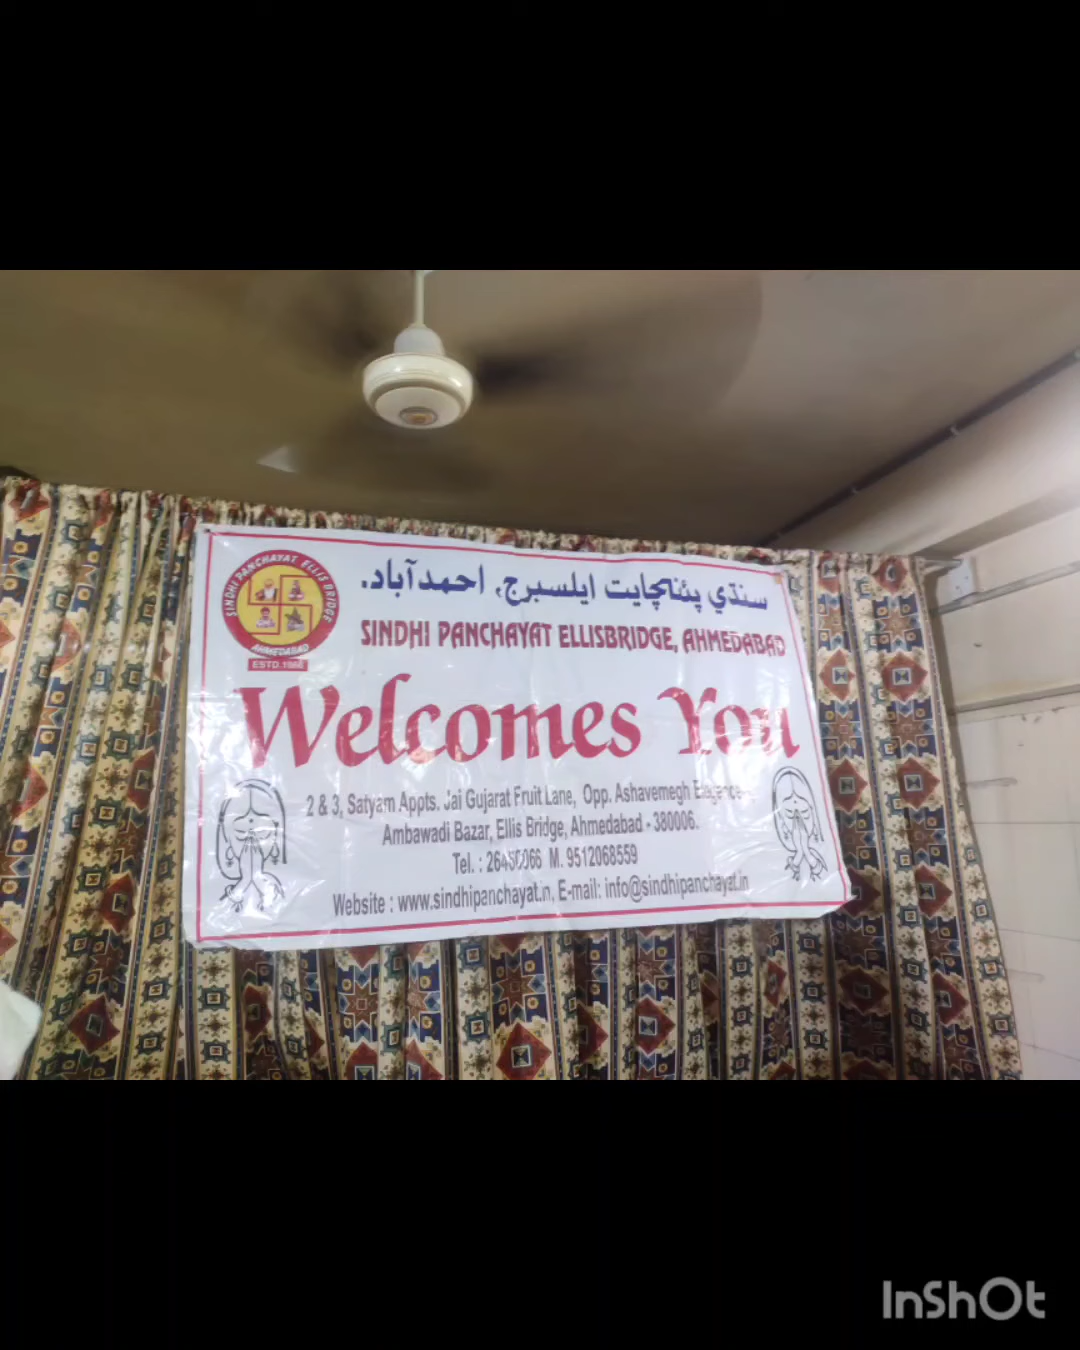 SINDHI PANCHAYAT ELLIS BRIDGE
AHMEDABAD
سنڌي پئنچايت ايلسبرج، احمدآباد.
SINDHI PANCHAYAT ELLISBRIDGE, AHMEDABAD
Welcomes You
2 & 3, Satyam Appts. Jai Gujarat Fruit Lane, Opp. Ashavemegh
Ambawadi Bazar, Ellis Bridge, Ahmedabad - 380006.
Tel. : M. 9512068559
Website : www.sindhipanchayat.in, E-mail: info@sindhipanchayat.in
InShOt